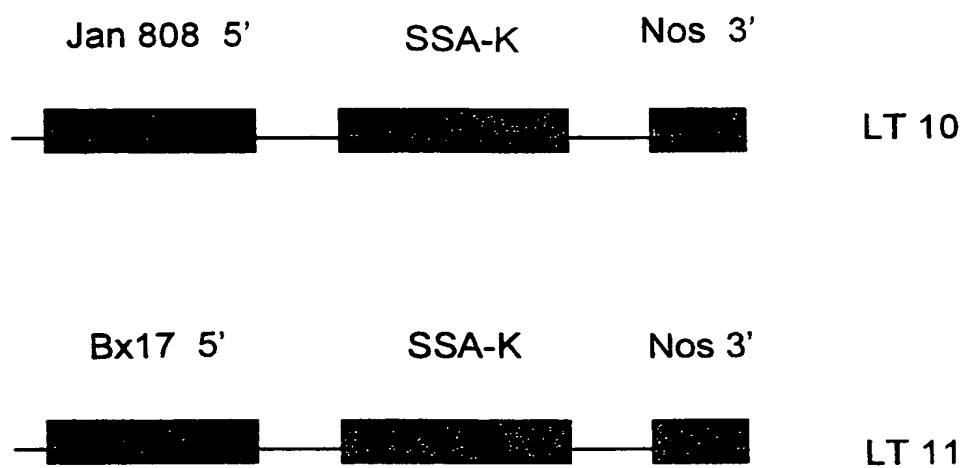 Jan 808 5' SSA-K Nos 3'
LT 10
Bx17 5' SSA-K Nos 3'
LT 11